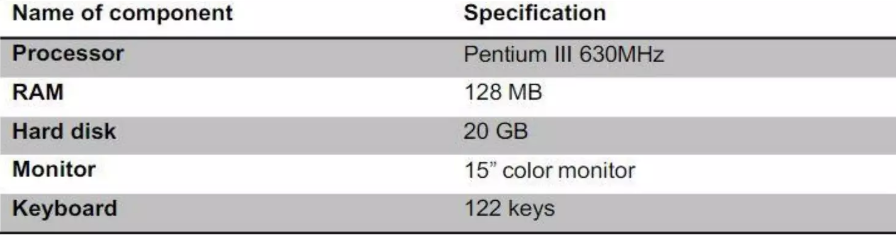 Name of component Specification
Processor Pentium III 630MHz
RAM 128 MB
Hard disk 20 GB
Monitor 15” color monitor
Keyboard 122 keys